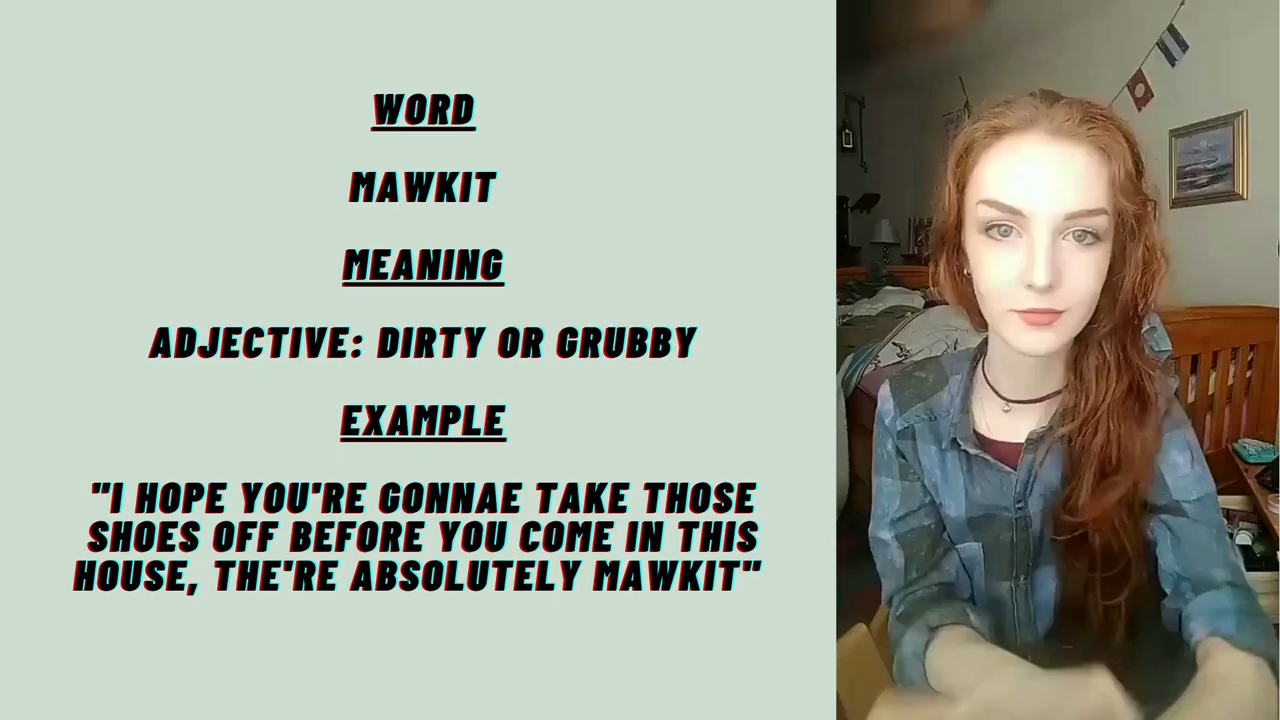 WORD
MAWKIT
MEANING
ADJECTIVE: DIRTY OR GRUBBY
EXAMPLE
"I HOPE YOU'RE GONNAE TAKE THOSE
SHOES OFF BEFORE YOU COME IN THIS
HOUSE, THE'RE ABSOLUTELY MAWKIT"